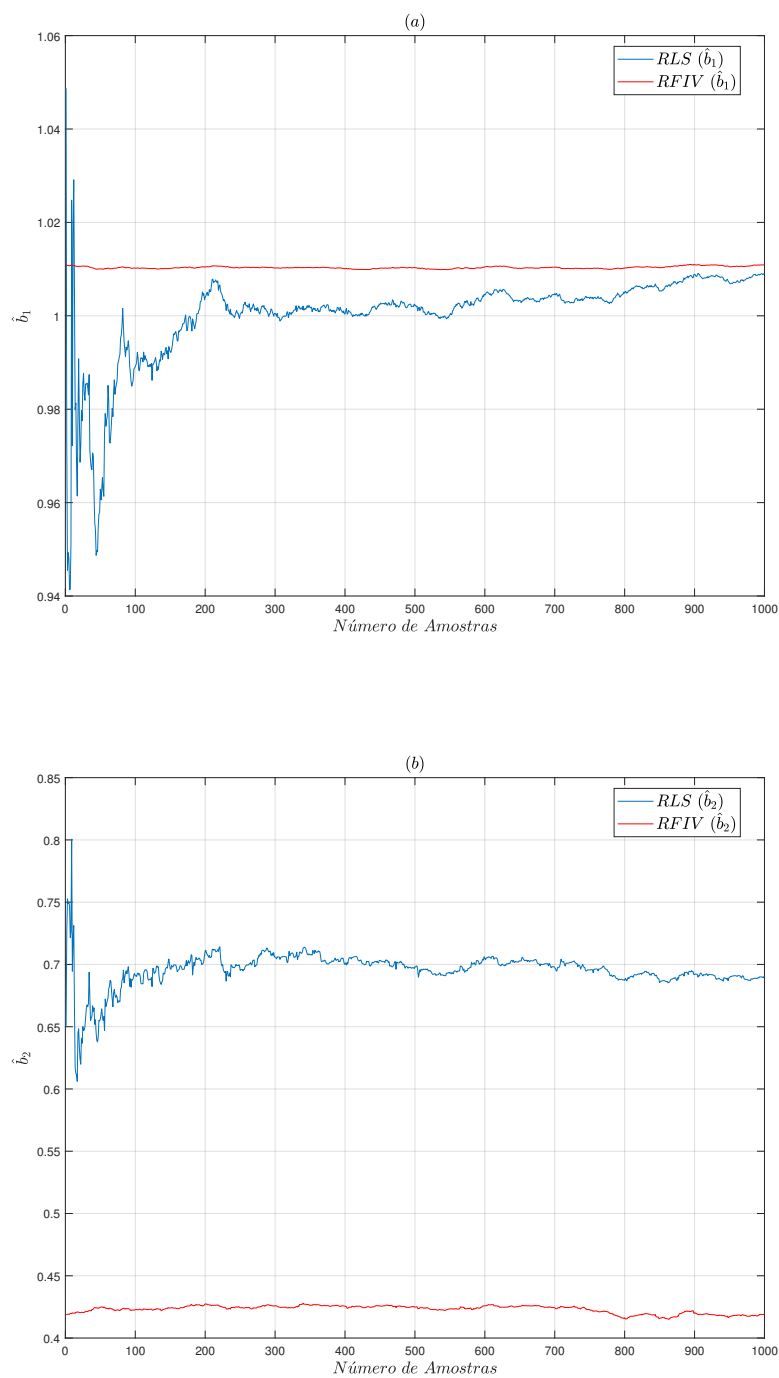 (a)
1.06
1.04
1.02
1
0.98
0.96
0.94
b̂₁
RLS (b̂₁)
RFIV (b̂₁)
0 100 200 300 400 500 600 700 800 900 1000
Número de Amostras
(b)
0.85
0.8
0.75
0.7
0.65
0.6
0.55
0.5
0.45
0.4
b̂₂
RLS (b̂₂)
RFIV (b̂₂)
0 100 200 300 400 500 600 700 800 900 1000
Número de Amostras